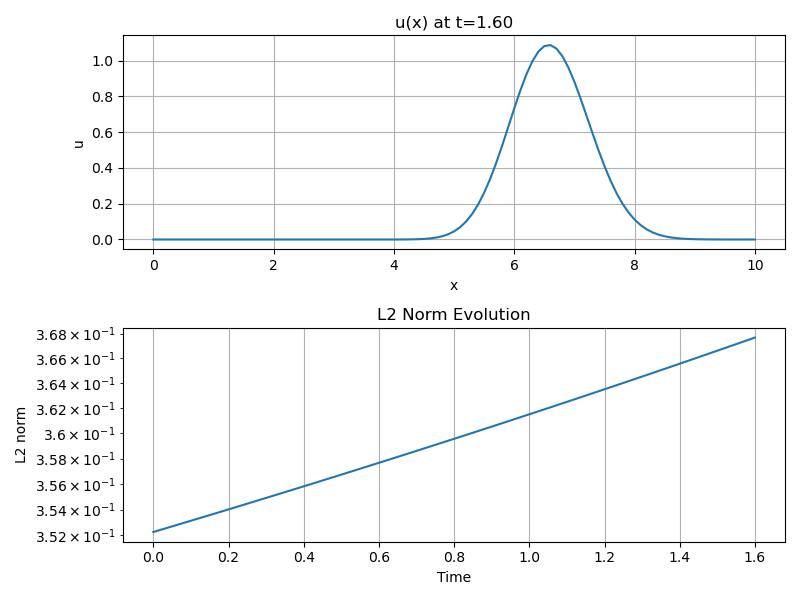 u(x) at t=1.60
u
1.0
0.8
0.6
0.4
0.2
0.0
0 2 4 6 8 10
x
L2 Norm Evolution
L2 norm
3.68 × 10⁻¹
3.66 × 10⁻¹
3.64 × 10⁻¹
3.62 × 10⁻¹
3.6 × 10⁻¹
3.58 × 10⁻¹
3.56 × 10⁻¹
3.54 × 10⁻¹
3.52 × 10⁻¹
0.0 0.2 0.4 0.6 0.8 1.0 1.2 1.4 1.6
Time